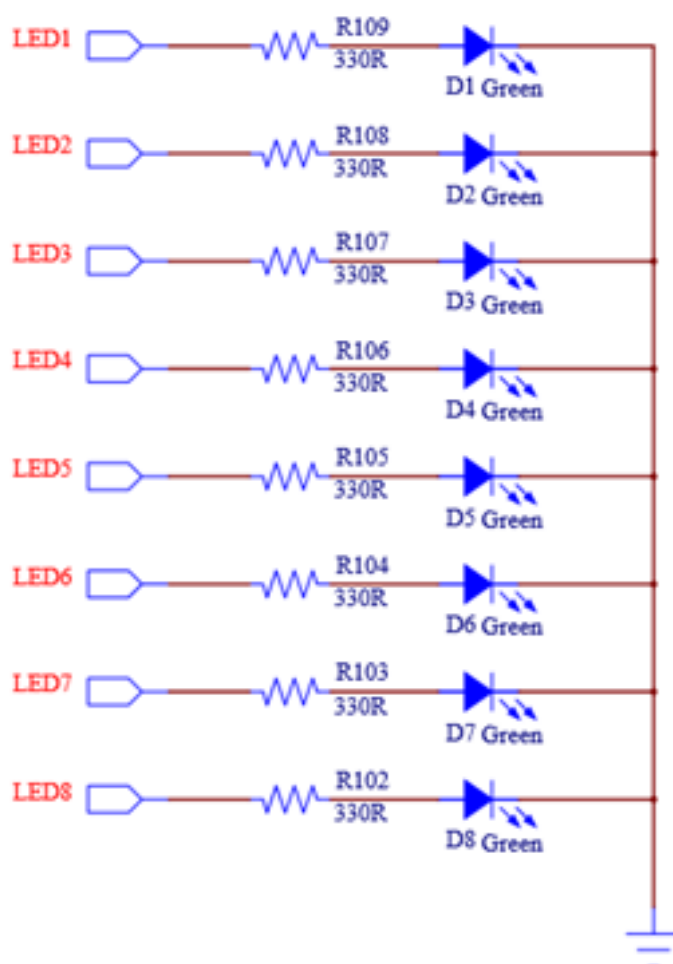 LED1
R109
330R
D1 Green
LED2
R108
330R
D2 Green
LED3
R107
330R
D3 Green
LED4
R106
330R
D4 Green
LED5
R105
330R
D5 Green
LED6
R104
330R
D6 Green
LED7
R103
330R
D7 Green
LED8
R102
330R
D8 Green